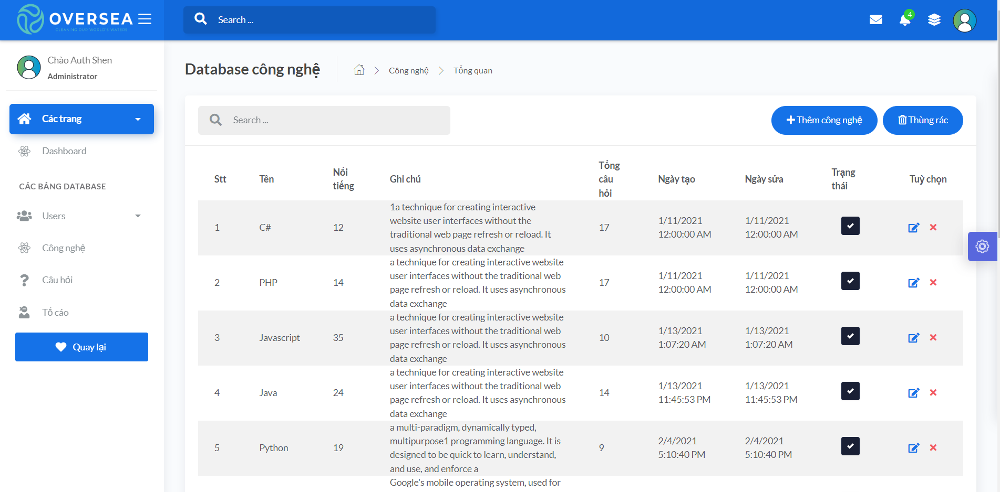 OVERSEA
CLEANING OUR WORLD'S WATERS
Search ...
4
Chào Auth Shen
Administrator
Các trang
Dashboard
CÁC BẢNG DATABASE
Users
Công nghệ
Câu hỏi
Tố cáo
Quay lại
Database công nghệ
Công nghệ
Tổng quan
Search ...
Thêm công nghệ
Thùng rác
Stt
Tên
Nổi
tiếng
Ghi chú
Tổng
câu
hỏi
Ngày tạo
Ngày sửa
Trạng
thái
Tuỳ chọn
1
C#
12
1a technique for creating interactive
website user interfaces without the
traditional web page refresh or reload. It
uses asynchronous data exchange
17
1/11/2021
12:00:00 AM
1/11/2021
12:00:00 AM
2
PHP
14
a technique for creating interactive website
user interfaces without the traditional web
page refresh or reload. It uses asynchronous
data exchange
17
1/11/2021
12:00:00 AM
1/11/2021
12:00:00 AM
3
Javascript
35
a technique for creating interactive website
user interfaces without the traditional web
page refresh or reload. It uses asynchronous
data exchange
10
1/13/2021
1:07:20 AM
1/13/2021
1:07:20 AM
4
Java
24
a technique for creating interactive website
user interfaces without the traditional web
page refresh or reload. It uses asynchronous
data exchange
14
1/13/2021
11:45:53 PM
1/13/2021
11:45:53 PM
5
Python
19
a multi-paradigm, dynamically typed,
multipurpose1 programming language. It is
designed to be quick to learn, understand,
and use, and enforce a
9
2/4/2021
5:10:40 PM
2/4/2021
5:10:40 PM
Google's mobile operating system, used for